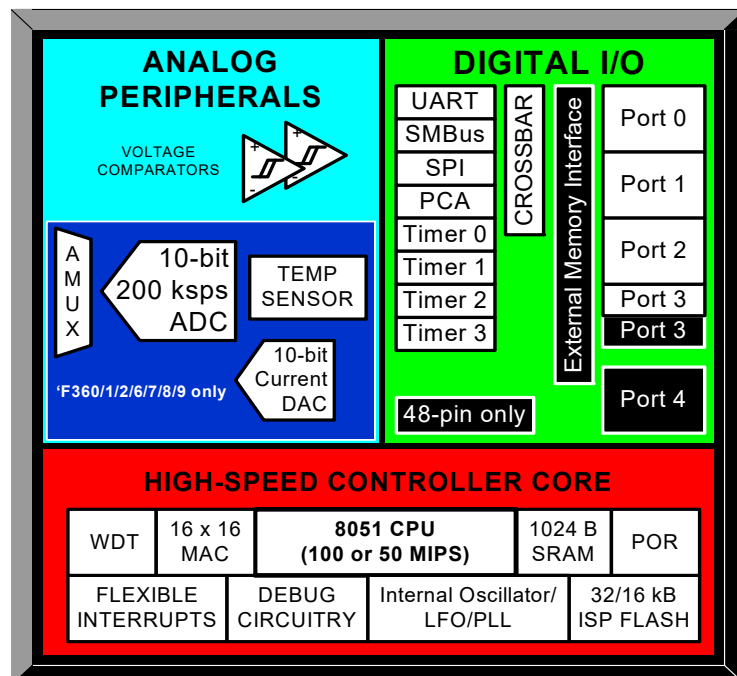 ANALOG
PERIPHERALS
VOLTAGE
COMPARATORS
+
-
+
-
A
M
U
X
10-bit
200 ksps
ADC
TEMP
SENSOR
10-bit
Current
DAC
'F360/1/2/6/7/8/9 only
DIGITAL I/O
UART
SMBus
SPI
PCA
Timer 0
Timer 1
Timer 2
Timer 3
CROSSBAR
External Memory Interface
Port 0
Port 1
Port 2
Port 3
Port 3
Port 4
48-pin only
HIGH-SPEED CONTROLLER CORE
WDT
16 x 16
MAC
8051 CPU
(100 or 50 MIPS)
1024 B
SRAM
POR
FLEXIBLE
INTERRUPTS
DEBUG
CIRCUITRY
Internal Oscillator/
LFO/PLL
32/16 kB
ISP FLASH